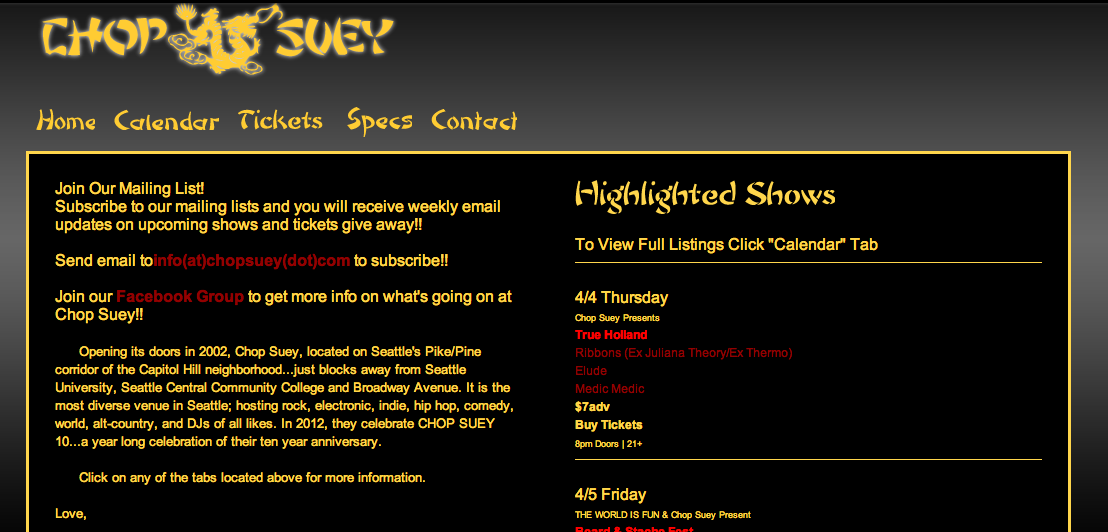 CHOP SUEY
Home Calendar Tickets Specs Contact
Join Our Mailing List!
Subscribe to our mailing lists and you will receive weekly email
updates on upcoming shows and tickets give away!!
Send email toinfo(at)chopsuey(dot)com to subscribe!!
Join our Facebook Group to get more info on what's going on at
Chop Suey!!
Opening its doors in 2002, Chop Suey, located on Seattle's Pike/Pine
corridor of the Capitol Hill neighborhood...just blocks away from Seattle
University, Seattle Central Community College and Broadway Avenue. It is the
most diverse venue in Seattle; hosting rock, electronic, indie, hip hop, comedy,
world, alt-country, and DJs of all likes. In 2012, they celebrate CHOP SUEY
10...a year long celebration of their ten year anniversary.
Click on any of the tabs located above for more information.
Love,
Highlighted Shows
To View Full Listings Click "Calendar" Tab
4/4 Thursday
Chop Suey Presents
True Holland
Ribbons (Ex Juliana Theory/Ex Thermo)
Elude
Medic Medic
$7adv
Buy Tickets
8pm Doors | 21+
4/5 Friday
THE WORLD IS FUN & Chop Suey Present
Beard & Stache Fest